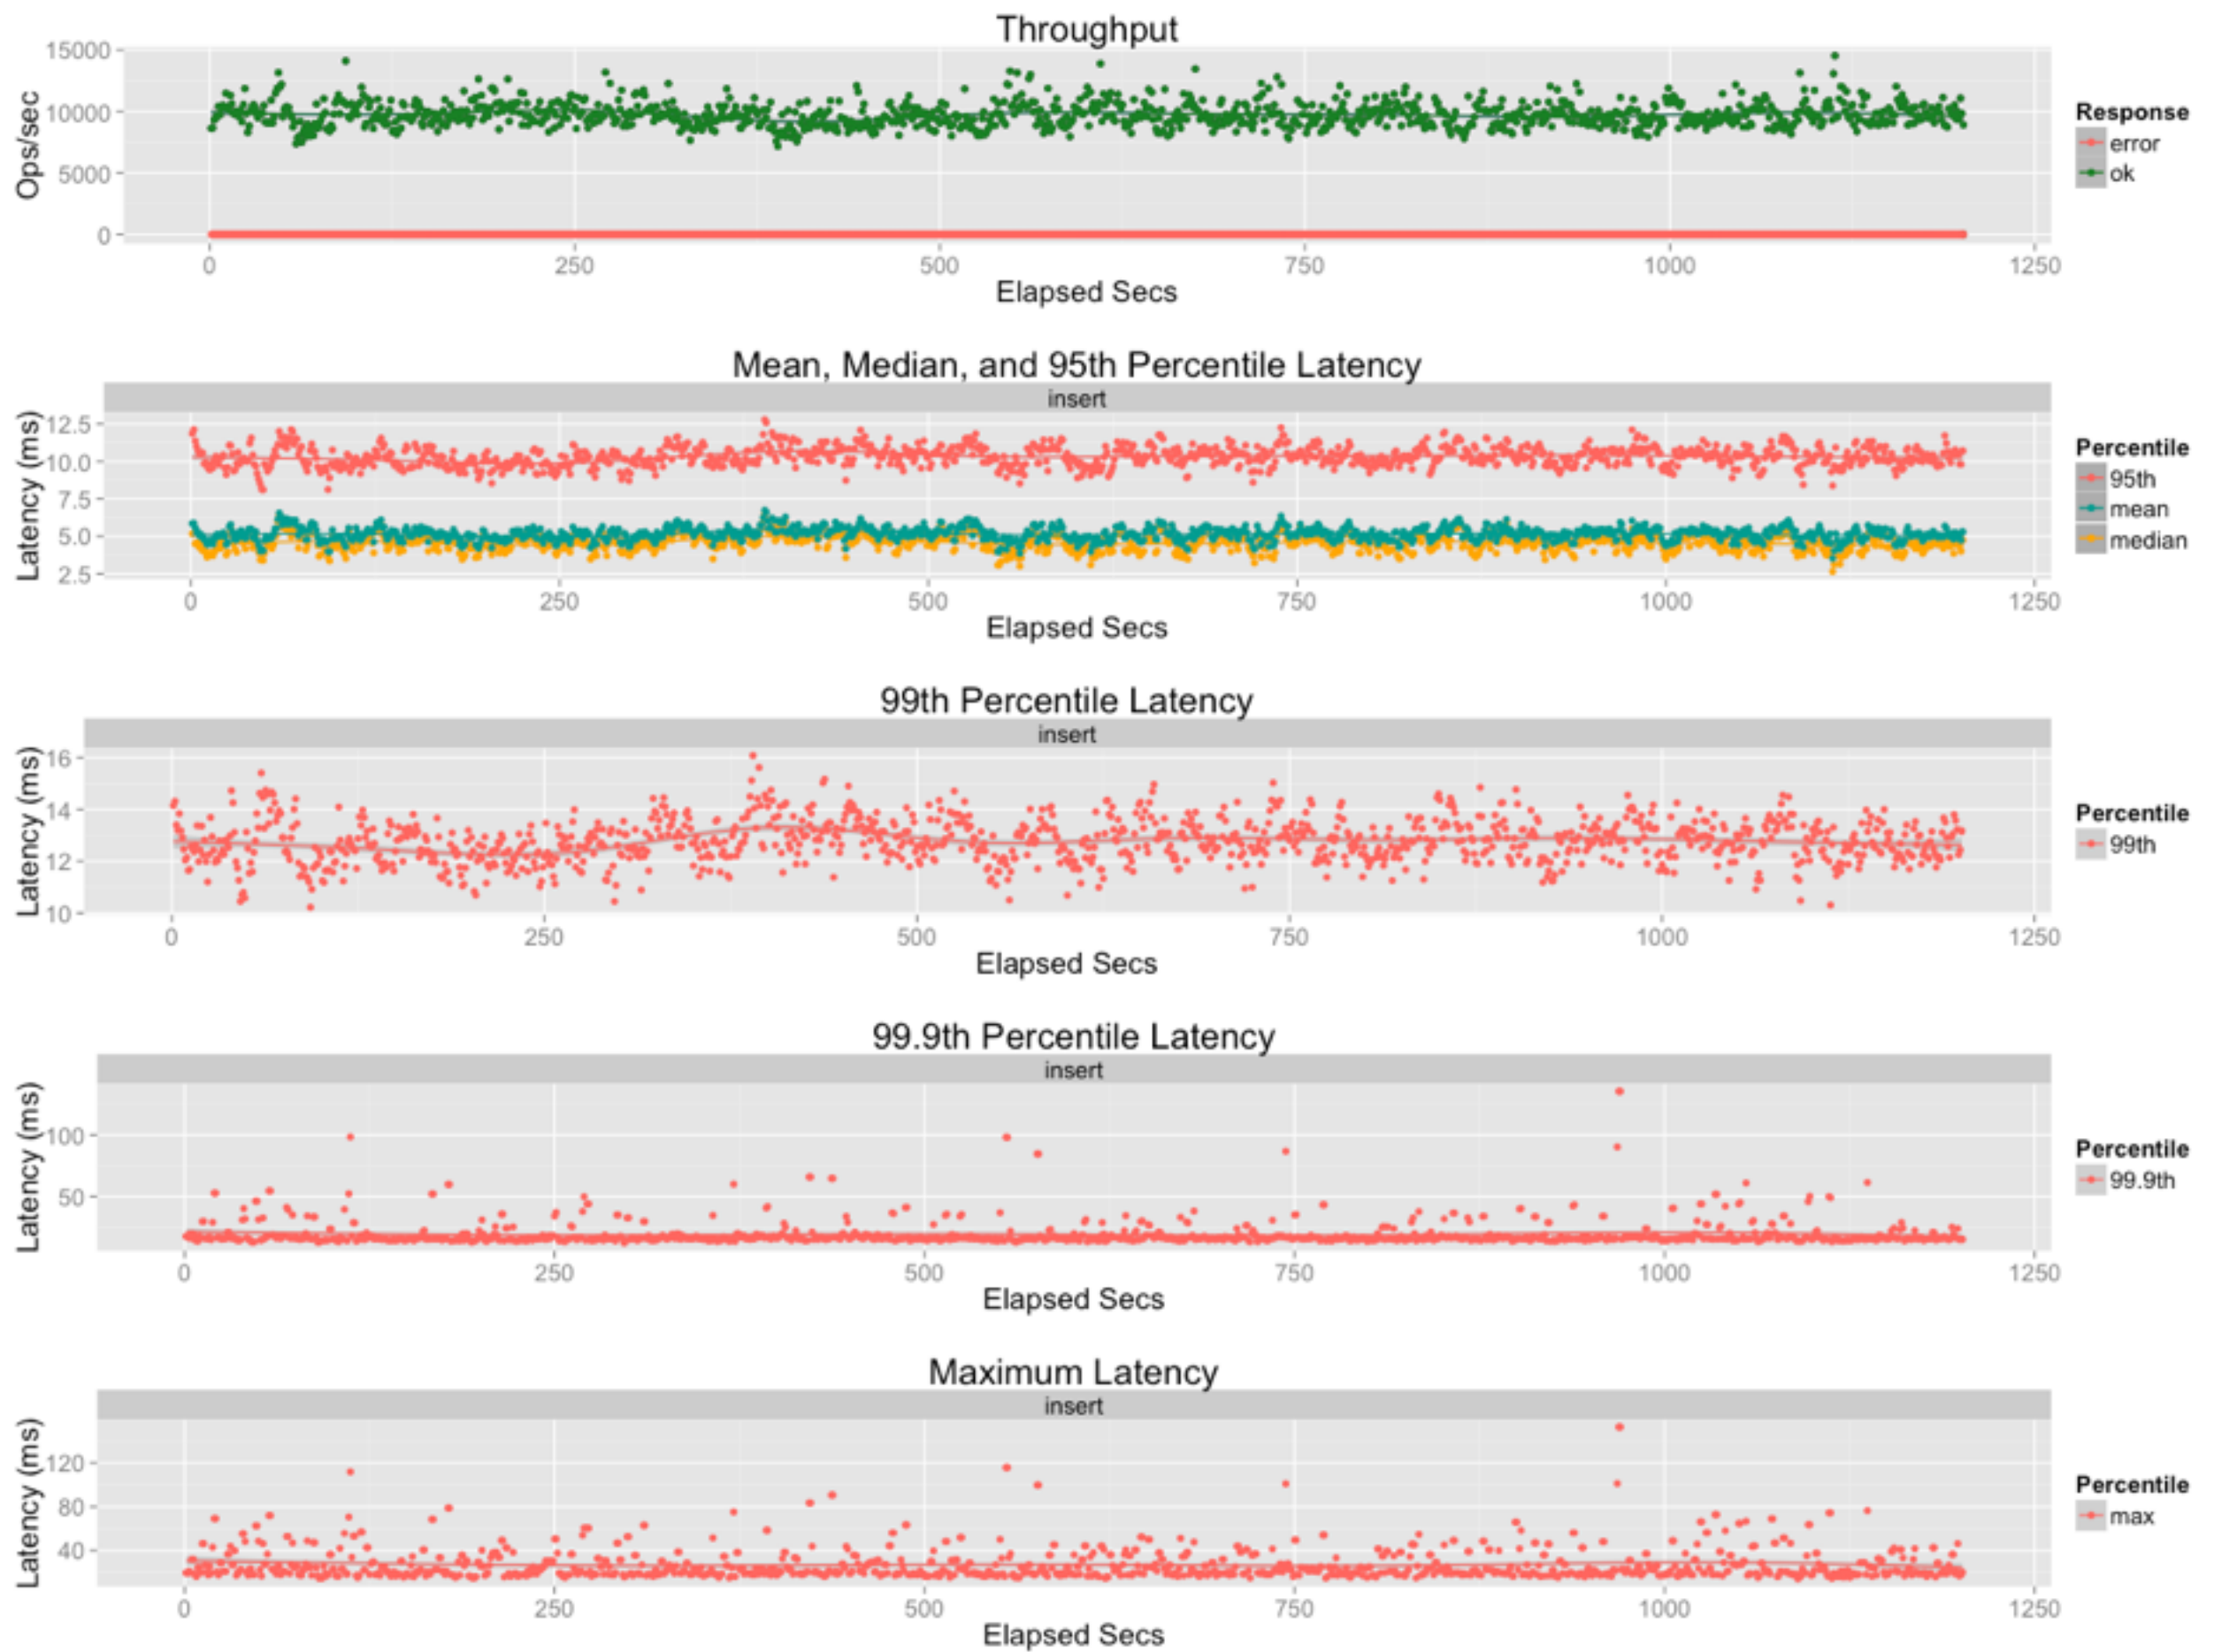 Throughput
15000
10000
5000
0
Ops/sec
0 250 500 750 1000 1250
Elapsed Secs
Response
error
ok
Mean, Median, and 95th Percentile Latency
insert
12.5
10.0
7.5
5.0
2.5
Latency (ms)
0 250 500 750 1000 1250
Elapsed Secs
Percentile
95th
mean
median
99th Percentile Latency
insert
16
14
12
10
Latency (ms)
0 250 500 750 1000 1250
Elapsed Secs
Percentile
99th
99.9th Percentile Latency
insert
100
50
Latency (ms)
0 250 500 750 1000 1250
Elapsed Secs
Percentile
99.9th
Maximum Latency
insert
120
80
40
Latency (ms)
0 250 500 750 1000 1250
Elapsed Secs
Percentile
max